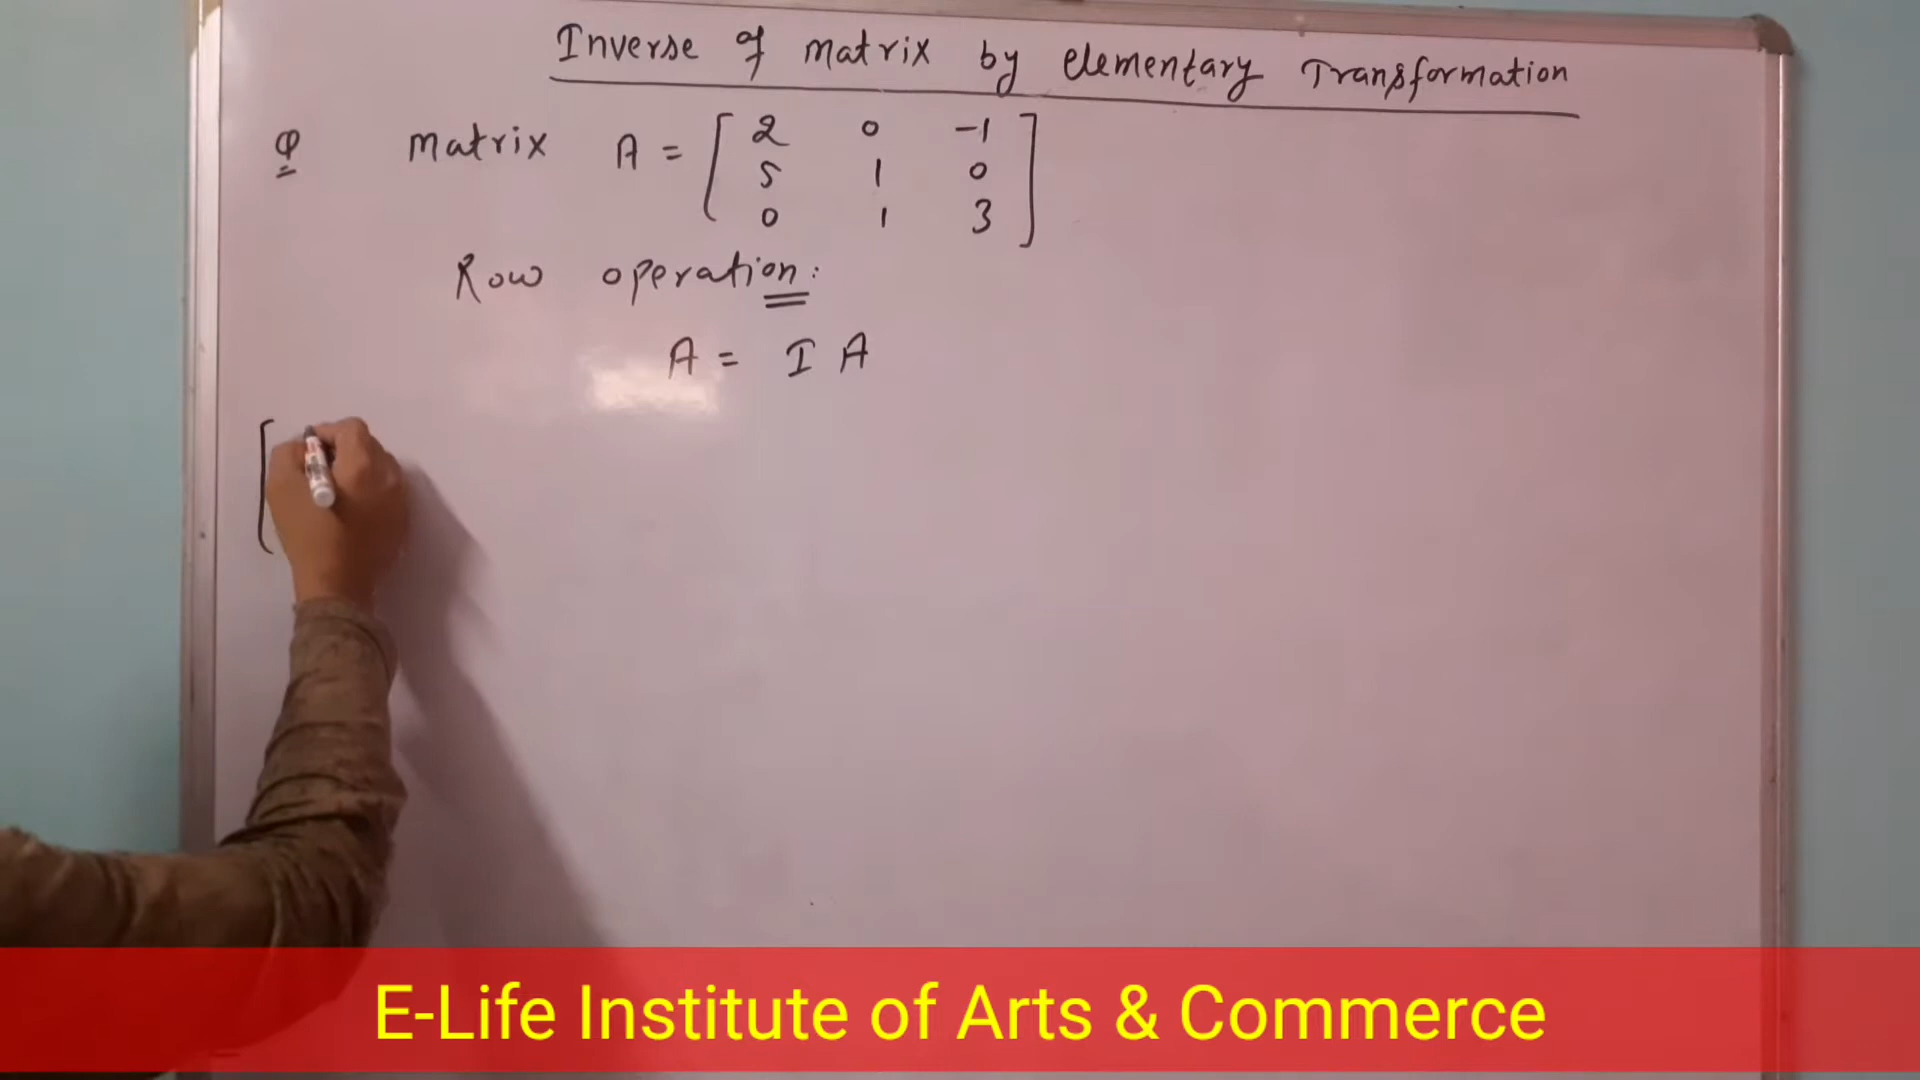 Inverse of matrix by elementary Transformation
Q Matrix A = [ 2 0 -1
5 1 0
0 1 3 ]
Row operation:
A = I A
[
E-Life Institute of Arts & Commerce